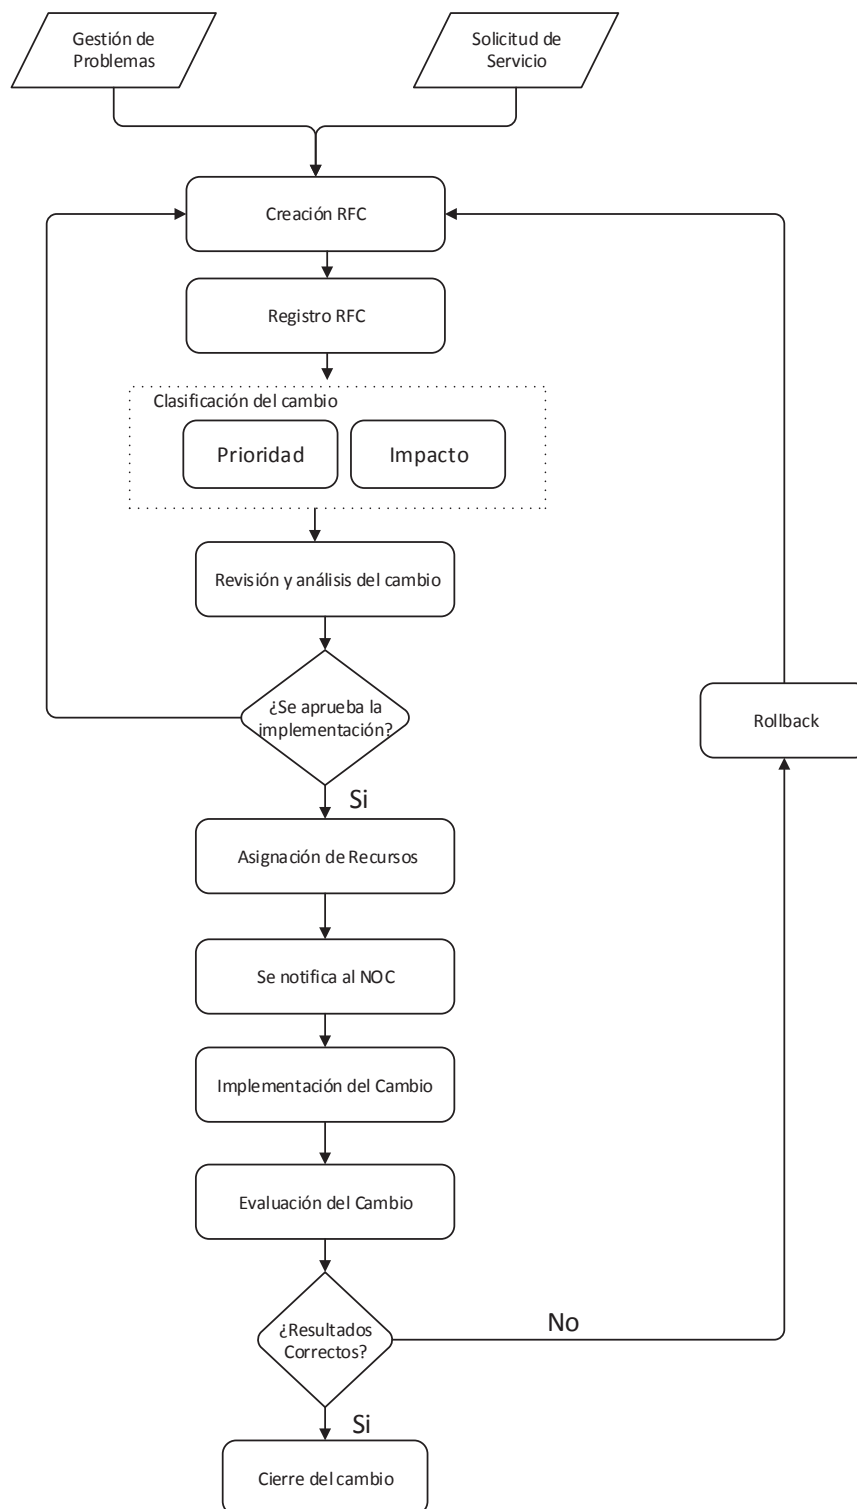 Gestión de
Problemas
Solicitud de
Servicio
Creación RFC
Registro RFC
Clasificación del cambio
Prioridad
Impacto
Revisión y análisis del cambio
¿Se aprueba la
implementación?
Rollback
Si
Asignación de Recursos
Se notifica al NOC
Implementación del Cambio
Evaluación del Cambio
¿Resultados
Correctos?
No
Si
Cierre del cambio